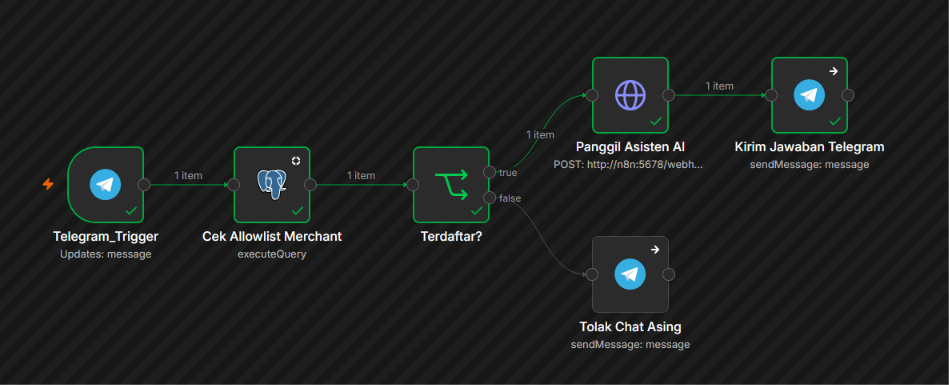 1 item
Panggil Asisten AI
POST: http://n8n:5678/webh...
Kirim Jawaban Telegram
sendMessage: message
1 item
1 item
1 item
true
false
Telegram_Trigger
Updates: message
Cek Allowlist Merchant
executeQuery
Terdaftar?
Tolak Chat Asing
sendMessage: message